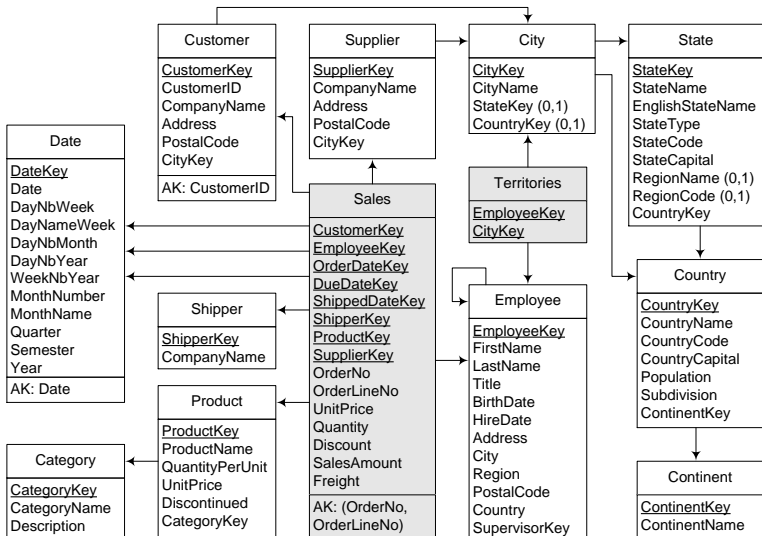 Customer
CustomerKey
CustomerID
CompanyName
Address
PostalCode
CityKey
AK: CustomerID
Supplier
SupplierKey
CompanyName
Address
PostalCode
CityKey
City
CityKey
CityName
StateKey (0,1)
CountryKey (0,1)
State
StateKey
StateName
EnglishStateName
StateType
StateCode
StateCapital
RegionName (0,1)
RegionCode (0,1)
CountryKey
Date
DateKey
Date
DayNbWeek
DayNameWeek
DayNbMonth
DayNbYear
WeekNbYear
MonthNumber
MonthName
Quarter
Semester
Year
AK: Date
Sales
CustomerKey
EmployeeKey
OrderDateKey
DueDateKey
ShippedDateKey
ShipperKey
ProductKey
SupplierKey
OrderNo
OrderLineNo
UnitPrice
Quantity
Discount
SalesAmount
Freight
AK: (OrderNo,
OrderLineNo)
Territories
EmployeeKey
CityKey
Shipper
ShipperKey
CompanyName
Employee
EmployeeKey
FirstName
LastName
Title
BirthDate
HireDate
Address
City
Region
PostalCode
Country
SupervisorKey
Country
CountryKey
CountryName
CountryCode
CountryCapital
Population
Subdivision
ContinentKey
Product
ProductKey
ProductName
QuantityPerUnit
UnitPrice
Discontinued
CategoryKey
Category
CategoryKey
CategoryName
Description
Continent
ContinentKey
ContinentName